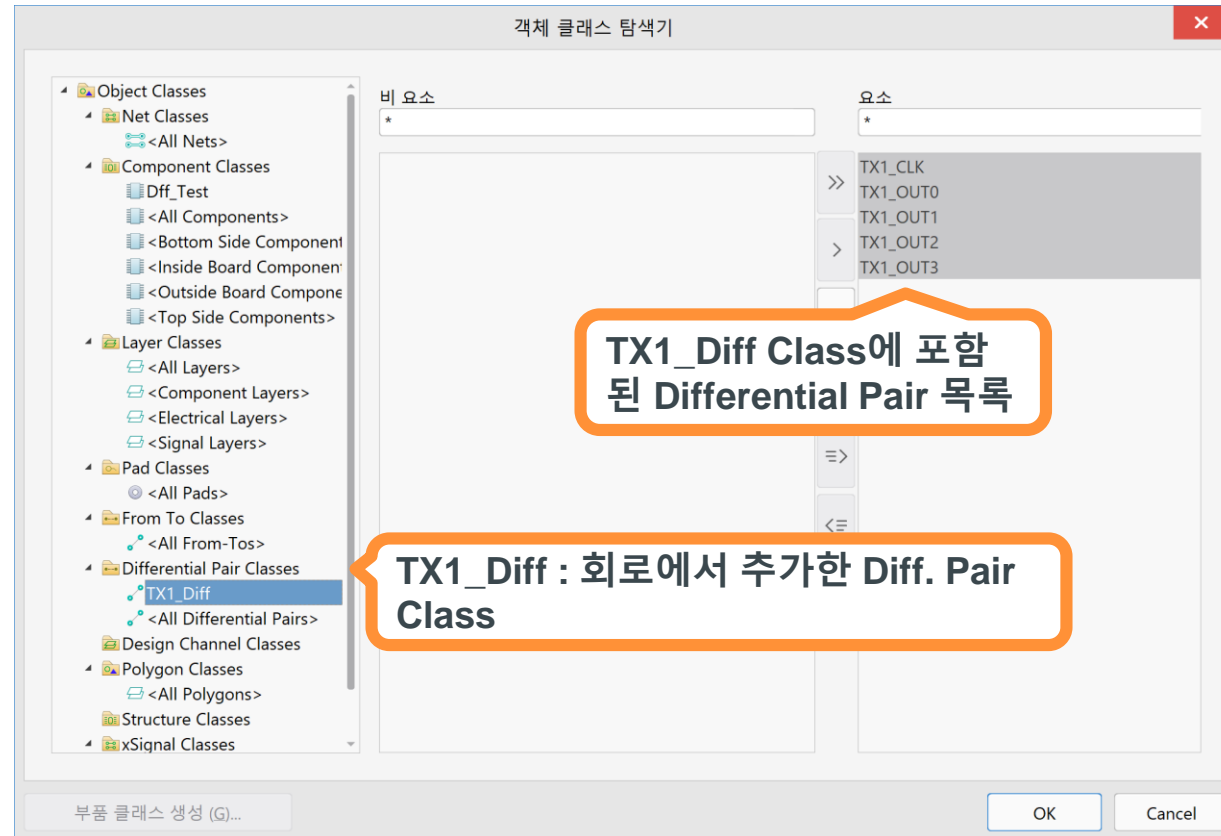 객체 클래스 탐색기
Object Classes
Net Classes
<All Nets>
Component Classes
Dff_Test
<All Components>
<Bottom Side Component
<Inside Board Componen
<Outside Board Compone
<Top Side Components>
Layer Classes
<All Layers>
<Component Layers>
<Electrical Layers>
<Signal Layers>
Pad Classes
<All Pads>
From To Classes
<All From-Tos>
Differential Pair Classes
TX1_Diff
<All Differential Pairs>
Design Channel Classes
Polygon Classes
<All Polygons>
Structure Classes
xSignal Classes
비 요소
*
요소
*
TX1_CLK
TX1_OUT0
TX1_OUT1
TX1_OUT2
TX1_OUT3
TX1_Diff Class에 포함
된 Differential Pair 목록
TX1_Diff : 회로에서 추가한 Diff. Pair
Class
부품 클래스 생성 (G)...
OK
Cancel